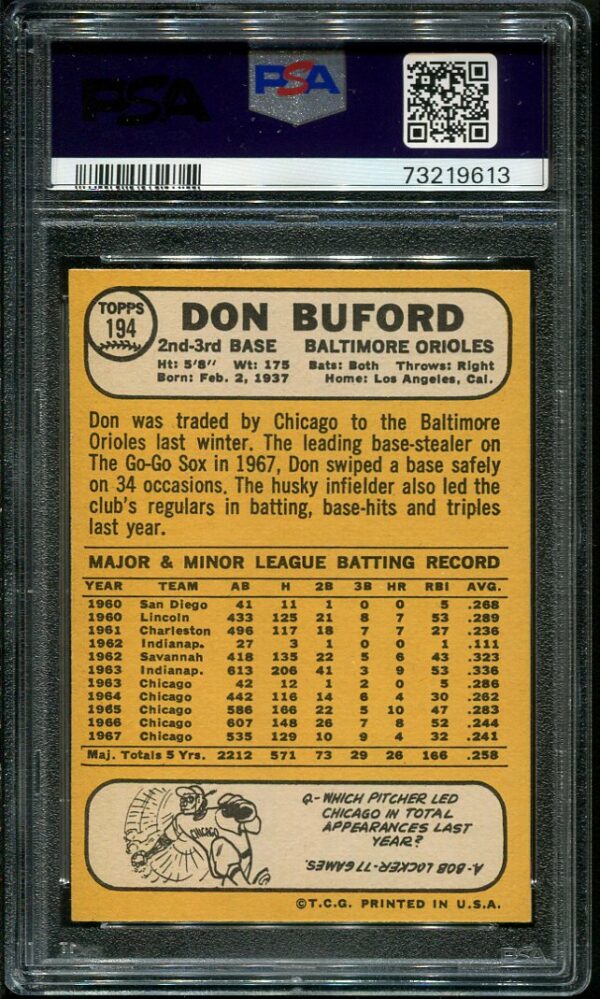 PSA
PSA
73219613
TOPPS
194
DON BUFORD
2nd-3rd BASE BALTIMORE ORIOLES
Ht: 5'8" Wt: 175 Bats: Both Throws: Right
Born: Feb. 2, 1937 Home: Los Angeles, Cal.
Don was traded by Chicago to the Baltimore
Orioles last winter. The leading base-stealer on
The Go-Go Sox in 1967, Don swiped a base safely
on 34 occasions. The husky infielder also led the
club's regulars in batting, base-hits and triples
last year.
MAJOR & MINOR LEAGUE BATTING RECORD
YEAR TEAM AB H 2B 3B HR RBI AVG.
1960 San Diego 41 11 1 0 0 5 .268
1960 Lincoln 433 125 21 8 7 53 .289
1961 Charleston 496 117 18 7 7 27 .236
1962 Indianap. 27 3 1 0 0 1 .111
1962 Savannah 418 135 22 5 6 43 .323
1963 Indianap. 613 206 41 3 9 53 .336
1963 Chicago 42 12 1 2 0 5 .286
1964 Chicago 442 116 14 6 4 30 .262
1965 Chicago 586 166 22 5 10 47 .283
1966 Chicago 607 148 26 7 8 52 .244
1967 Chicago 535 129 10 9 4 32 .241
Maj. Totals 5 Yrs. 2212 571 73 29 26 166 .258
CHICAGO
Q-WHICH PITCHER LED
CHICAGO IN TOTAL
APPEARANCES LAST
YEAR?
A-BOB LOCKER-77 GAMES.
©T.C.G. PRINTED IN U.S.A.
PSA